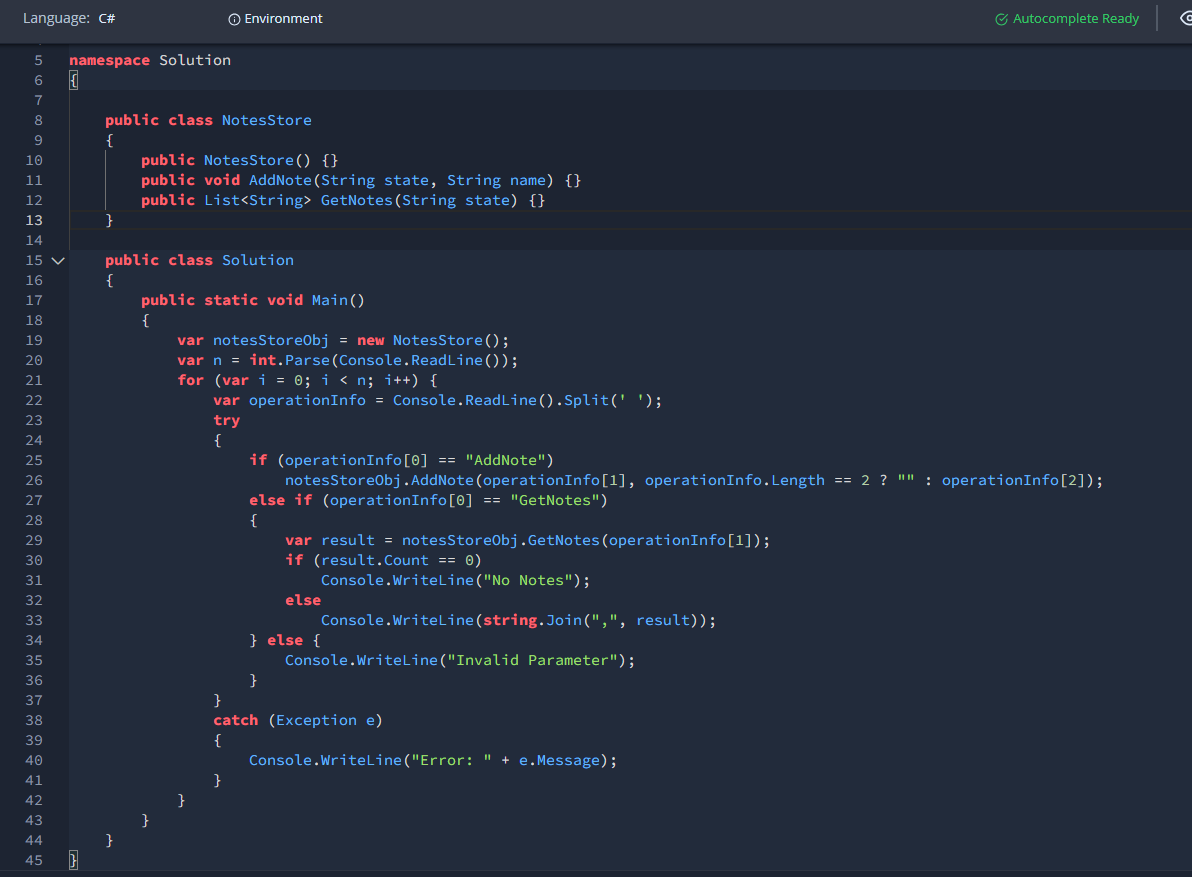 Language: C# Environment Autocomplete Ready
5 namespace Solution
6 {
7
8     public class NotesStore
9     {
10         public NotesStore() {}
11         public void AddNote(String state, String name) {}
12         public List<String> GetNotes(String state) {}
13     }
14
15     public class Solution
16     {
17         public static void Main()
18         {
19             var notesStoreObj = new NotesStore();
20             var n = int.Parse(Console.ReadLine());
21             for (var i = 0; i < n; i++) {
22                 var operationInfo = Console.ReadLine().Split(' ');
23                 try
24                 {
25                     if (operationInfo[0] == "AddNote")
26                         notesStoreObj.AddNote(operationInfo[1], operationInfo.Length == 2 ? "" : operationInfo[2]);
27                     else if (operationInfo[0] == "GetNotes")
28                     {
29                         var result = notesStoreObj.GetNotes(operationInfo[1]);
30                         if (result.Count == 0)
31                             Console.WriteLine("No Notes");
32                         else
33                             Console.WriteLine(string.Join(",", result));
34                     } else {
35                         Console.WriteLine("Invalid Parameter");
36                     }
37                 }
38                 catch (Exception e)
39                 {
40                     Console.WriteLine("Error: " + e.Message);
41                 }
42             }
43         }
44     }
45 }